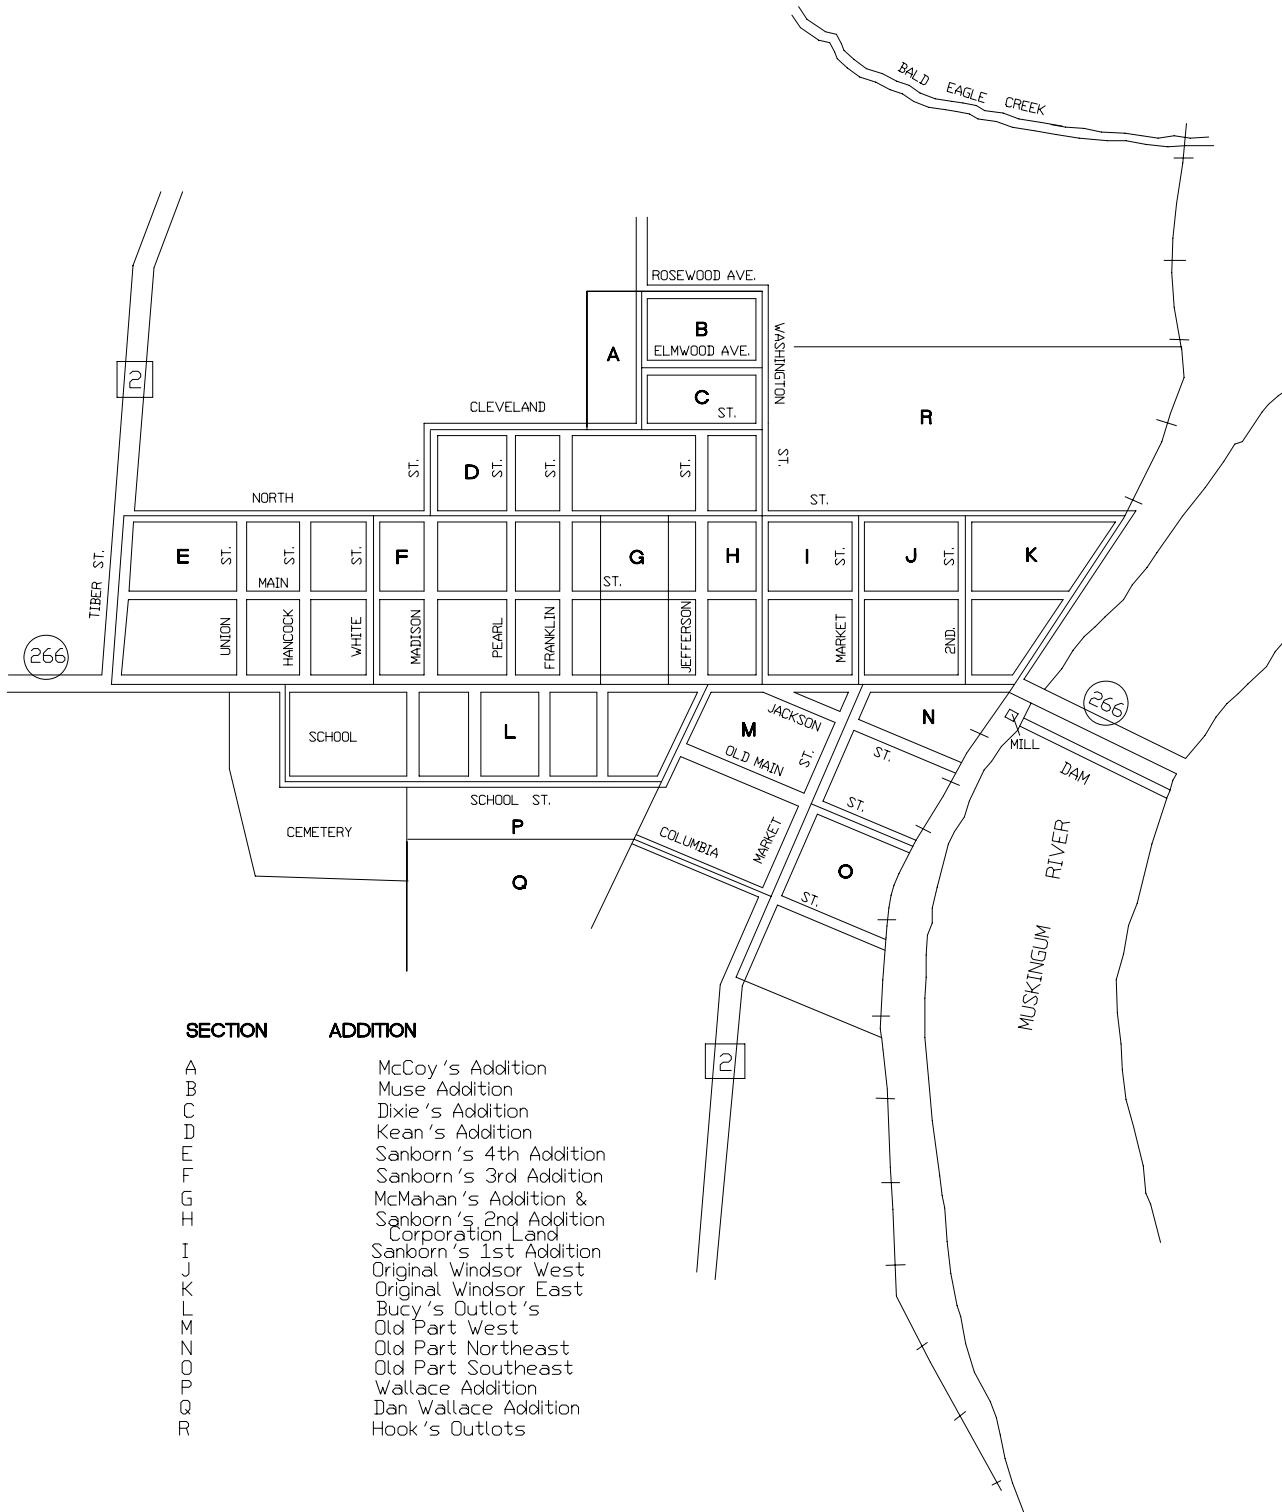 BALD EAGLE CREEK
ROSEWOOD AVE.
B
WASHINGTON ST.
A
ELMWOOD AVE.
2
C
ST.
CLEVELAND
R
ST.
D
ST.
ST.
ST.
NORTH
ST.
E
ST.
ST.
ST.
F
G
H
I
ST.
J
ST.
K
MAIN
ST.
TIBER ST.
UNION
HANCOCK
WHITE
MADISON
PEARL
FRANKLIN
JEFFERSON
MARKET
2ND.
266
266
JACKSON
N
SCHOOL
L
M
MILL
OLD MAIN
ST.
ST.
DAM
SCHOOL ST.
ST.
CEMETERY
P
COLUMBIA
MARKET
MUSKINGUM RIVER
Q
O
ST.
2
SECTION ADDITION
A McCoy's Addition
B Muse Addition
C Dixie's Addition
D Kean's Addition
E Sanborn's 4th Addition
F Sanborn's 3rd Addition
G McMahan's Addition &
H Sanborn's 2nd Addition
Corporation Land
I Sanborn's 1st Addition
J Original Windsor West
K Original Windsor East
L Bucy's Outlot's
M Old Part West
N Old Part Northeast
O Old Part Southeast
P Wallace Addition
Q Dan Wallace Addition
R Hook's Outlots